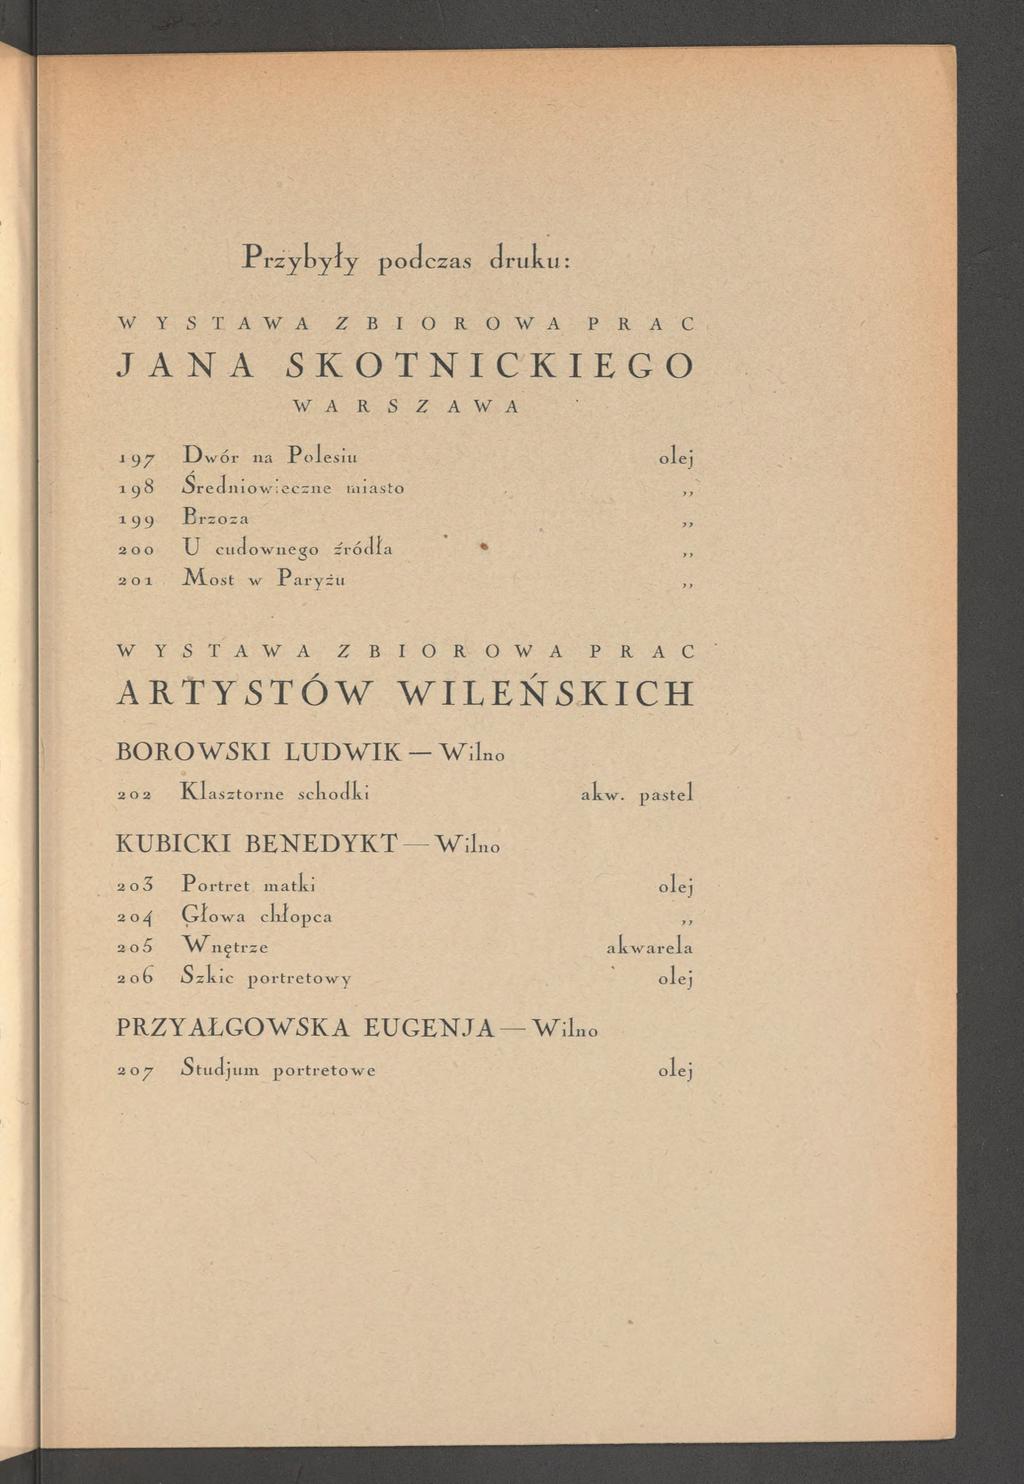 Przybyły podczas druku:
WYSTAWA ZBIOROWA PRAC
JANA SKOTNICKIEGO
WARSZAWA
197 Dwór na Polesiu olej
198 Średniowieczne miasto ,,
199 Brzoza ,,
200 U cudownego źródła ,,
201 Most w Paryżu ,,
WYSTAWA ZBIOROWA PRAC
ARTYSTÓW WILEŃSKICH
BOROWSKI LUDWIK — Wilno
202 Klasztorne schodki akw. pastel
KUBICKI BENEDYKT — Wilno
203 Portret matki olej
204 Głowa chłopca ,,
205 Wnętrze akwarela
206 Szkic portretowy olej
PRZYAŁGOWSKA EUGENJA — Wilno
207 Studjum portretowe olej